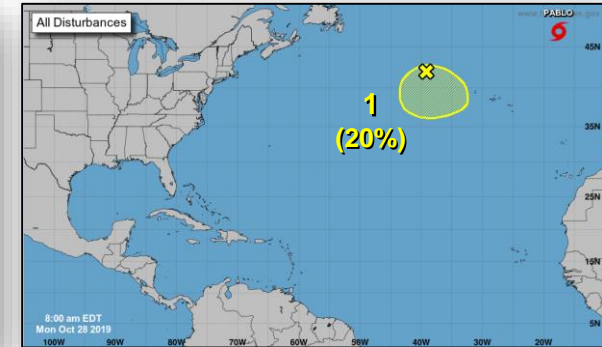 All Disturbances
PABLO
45N
1
(20%)
35N
25N
15N
5N
8:00 am EDT
Mon Oct 28 2019
100W 90W 80W 70W 60W 50W 40W 30W 20W